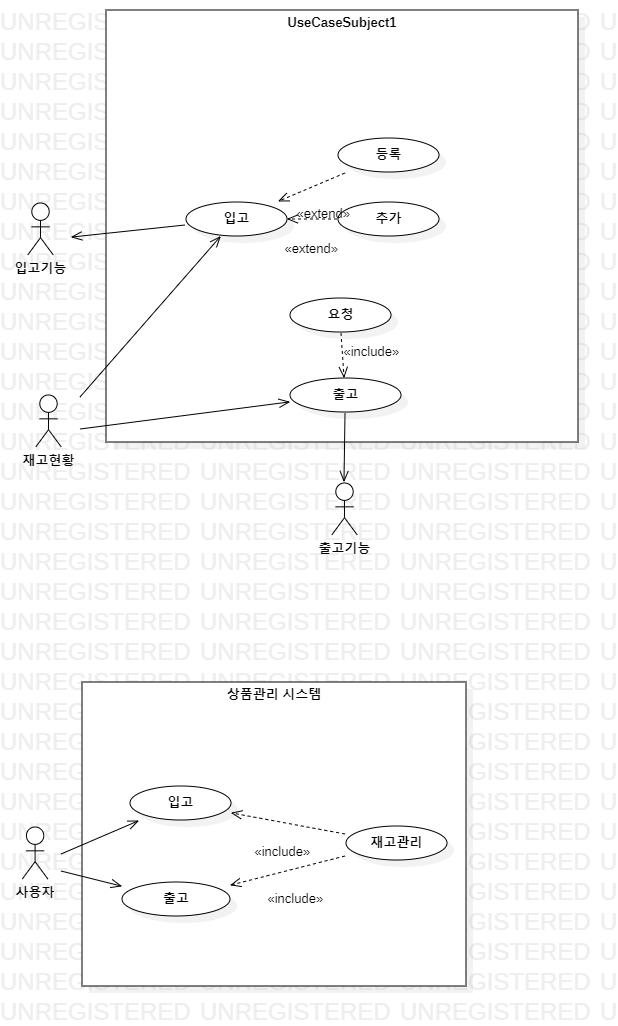 UseCaseSubject1
등록
«extend»
입고
추가
«extend»
입고기능
요청
«include»
출고
재고현황
출고기능
상품관리 시스템
입고
재고관리
«include»
사용자
출고
«include»
UNREGISTERED UNREGISTERED UNREGISTERED U